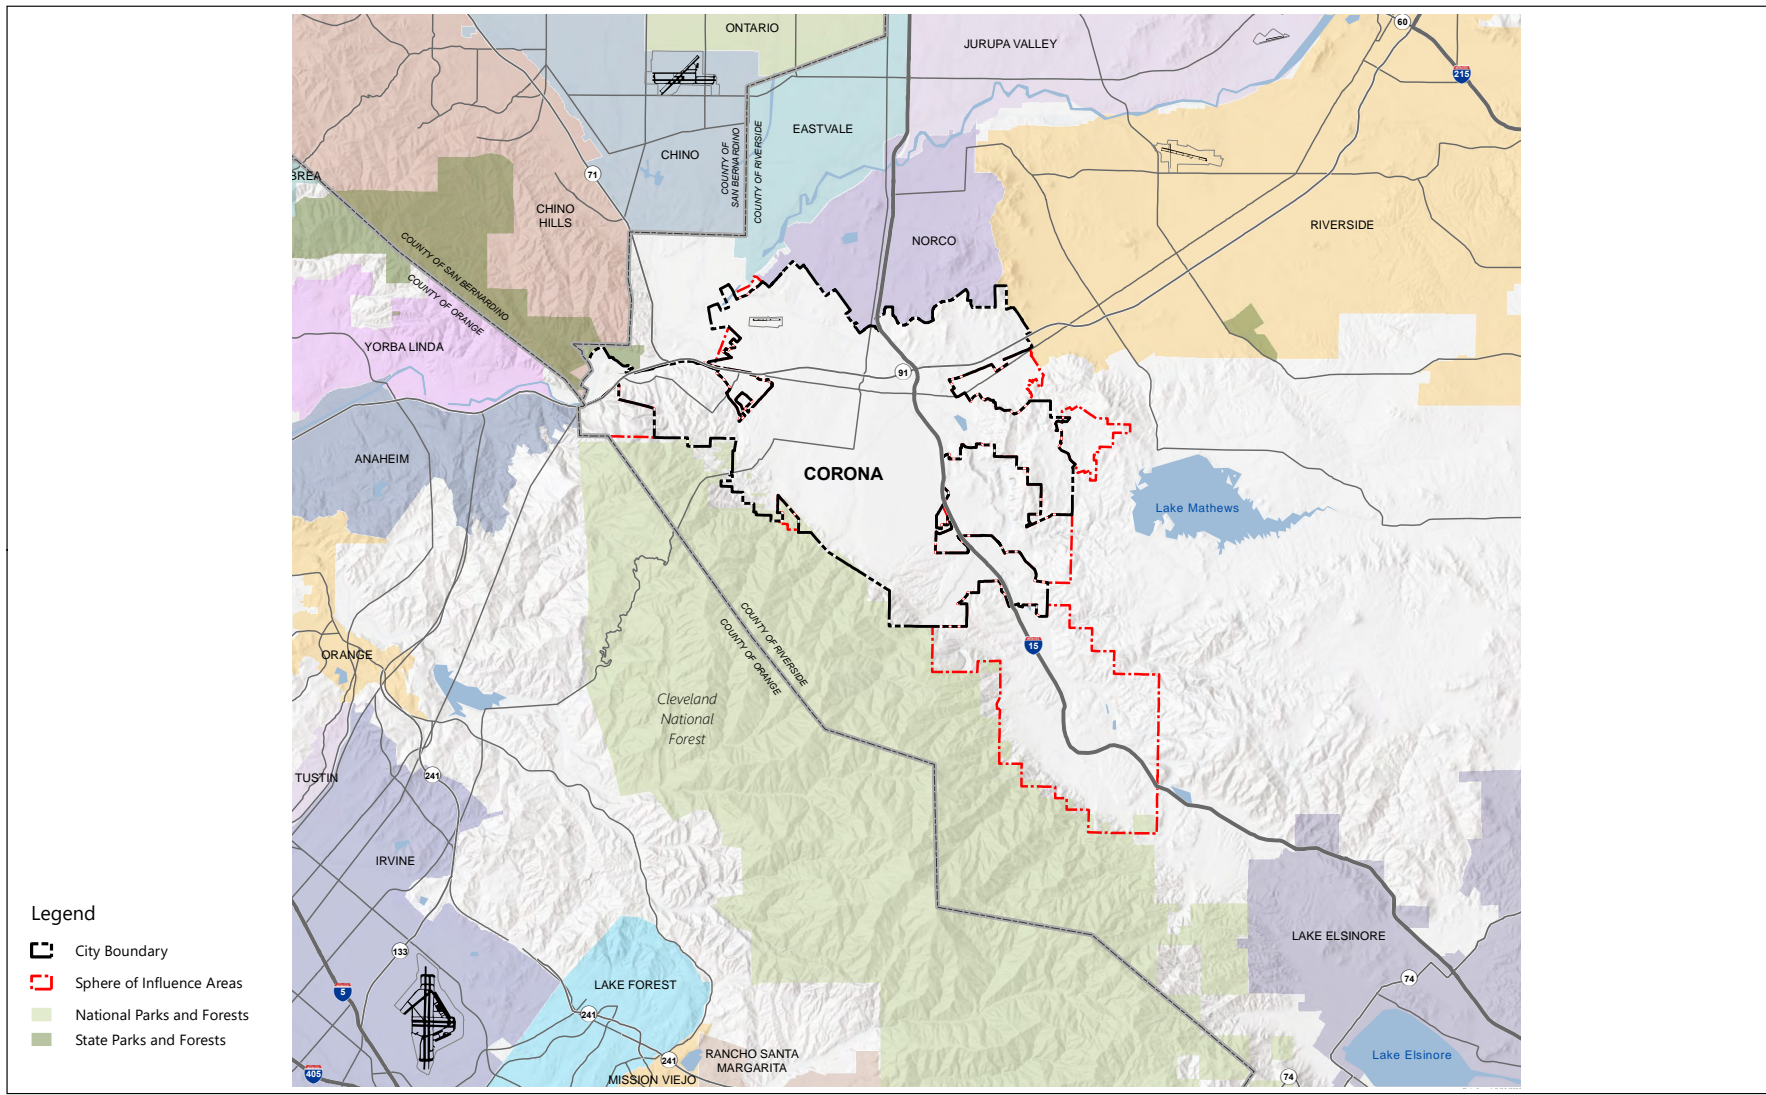 ONTARIO
JURUPA VALLEY
60
215
EASTVALE
CHINO
COUNTY OF
SAN BERNARDINO
COUNTY OF RIVERSIDE
71
BREA
CHINO
HILLS
RIVERSIDE
NORCO
COUNTY OF SAN BERNARDINO
COUNTY OF ORANGE
YORBA LINDA
91
ANAHEIM
CORONA
Lake Mathews
COUNTY OF RIVERSIDE
COUNTY OF ORANGE
15
ORANGE
Cleveland
National
Forest
TUSTIN
241
IRVINE
Legend
City Boundary
Sphere of Influence Areas
National Parks and Forests
State Parks and Forests
133
5
405
LAKE FOREST
241
241
RANCHO SANTA
MARGARITA
MISSION VIEJO
LAKE ELSINORE
74
Lake Elsinore
74